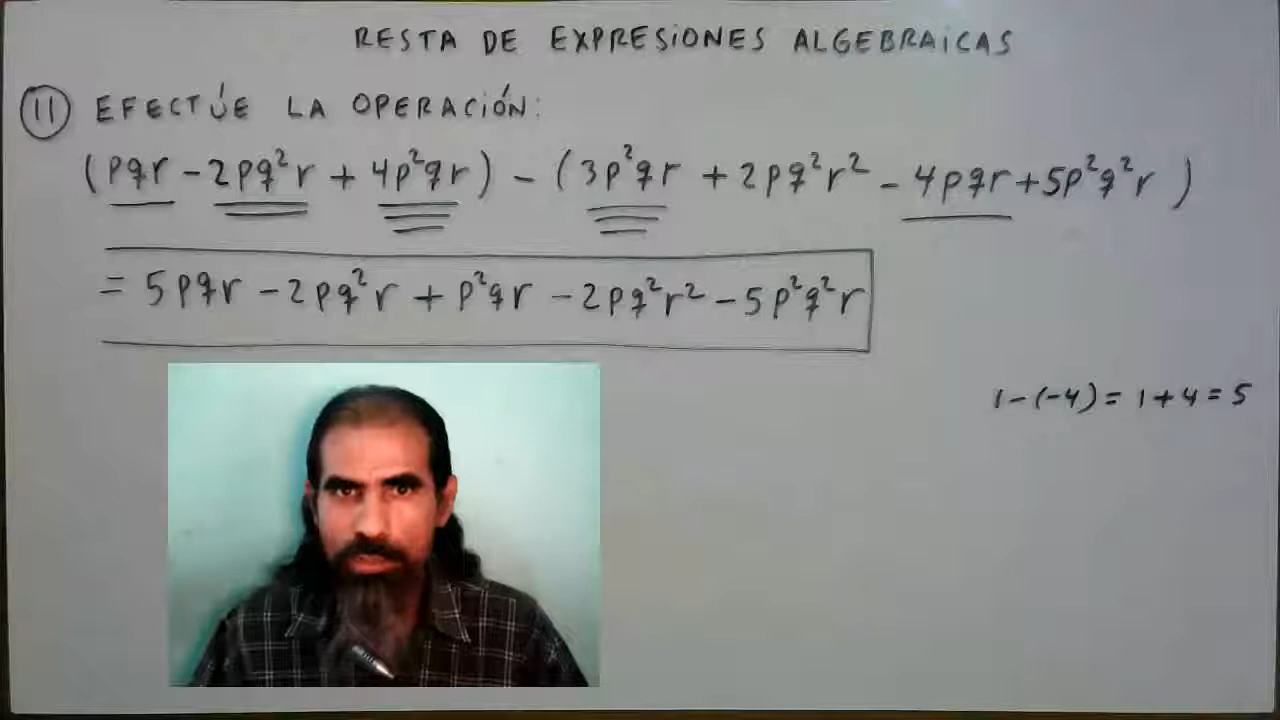 RESTA DE EXPRESIONES ALGEBRAICAS
11 EFECTÚE LA OPERACIÓN:
(pqr - 2pq²r + 4p²qr) - (3p²qr + 2pq²r² - 4pqr + 5p²q²r)
= 5pqr - 2pq²r + p²qr - 2pq²r² - 5p²q²r
1-(-4) = 1+4 = 5